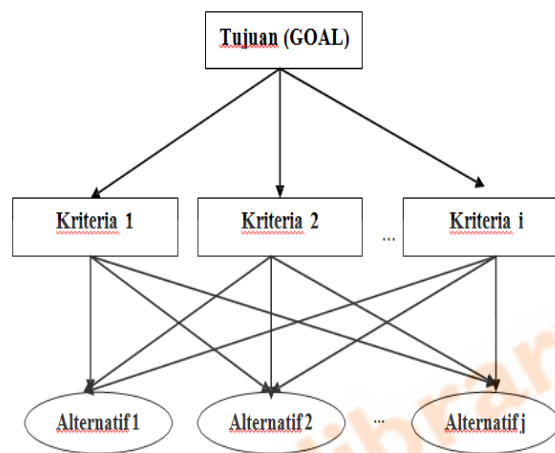 Tujuan (GOAL)
Kriteria 1
Kriteria 2
...
Kriteria i
Alternatif 1
Alternatif 2
...
Alternatif j